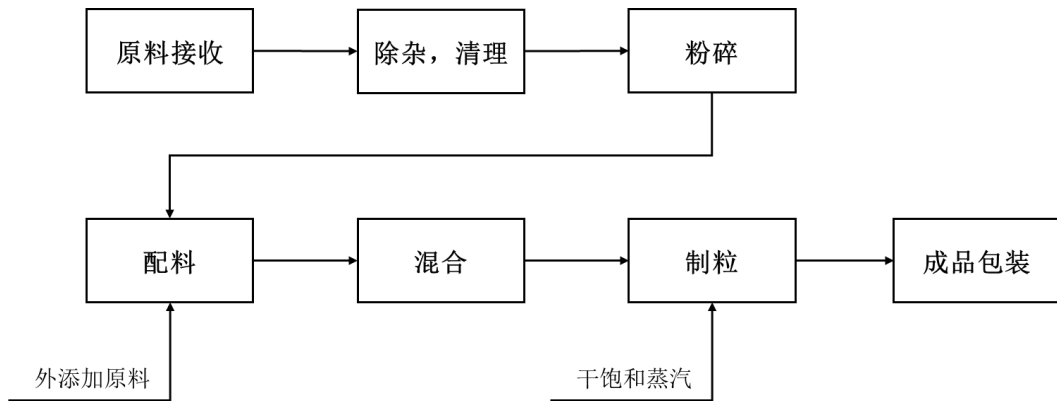 原料接收
除杂，清理
粉碎
配料
混合
制粒
成品包装
外添加原料
干饱和蒸汽